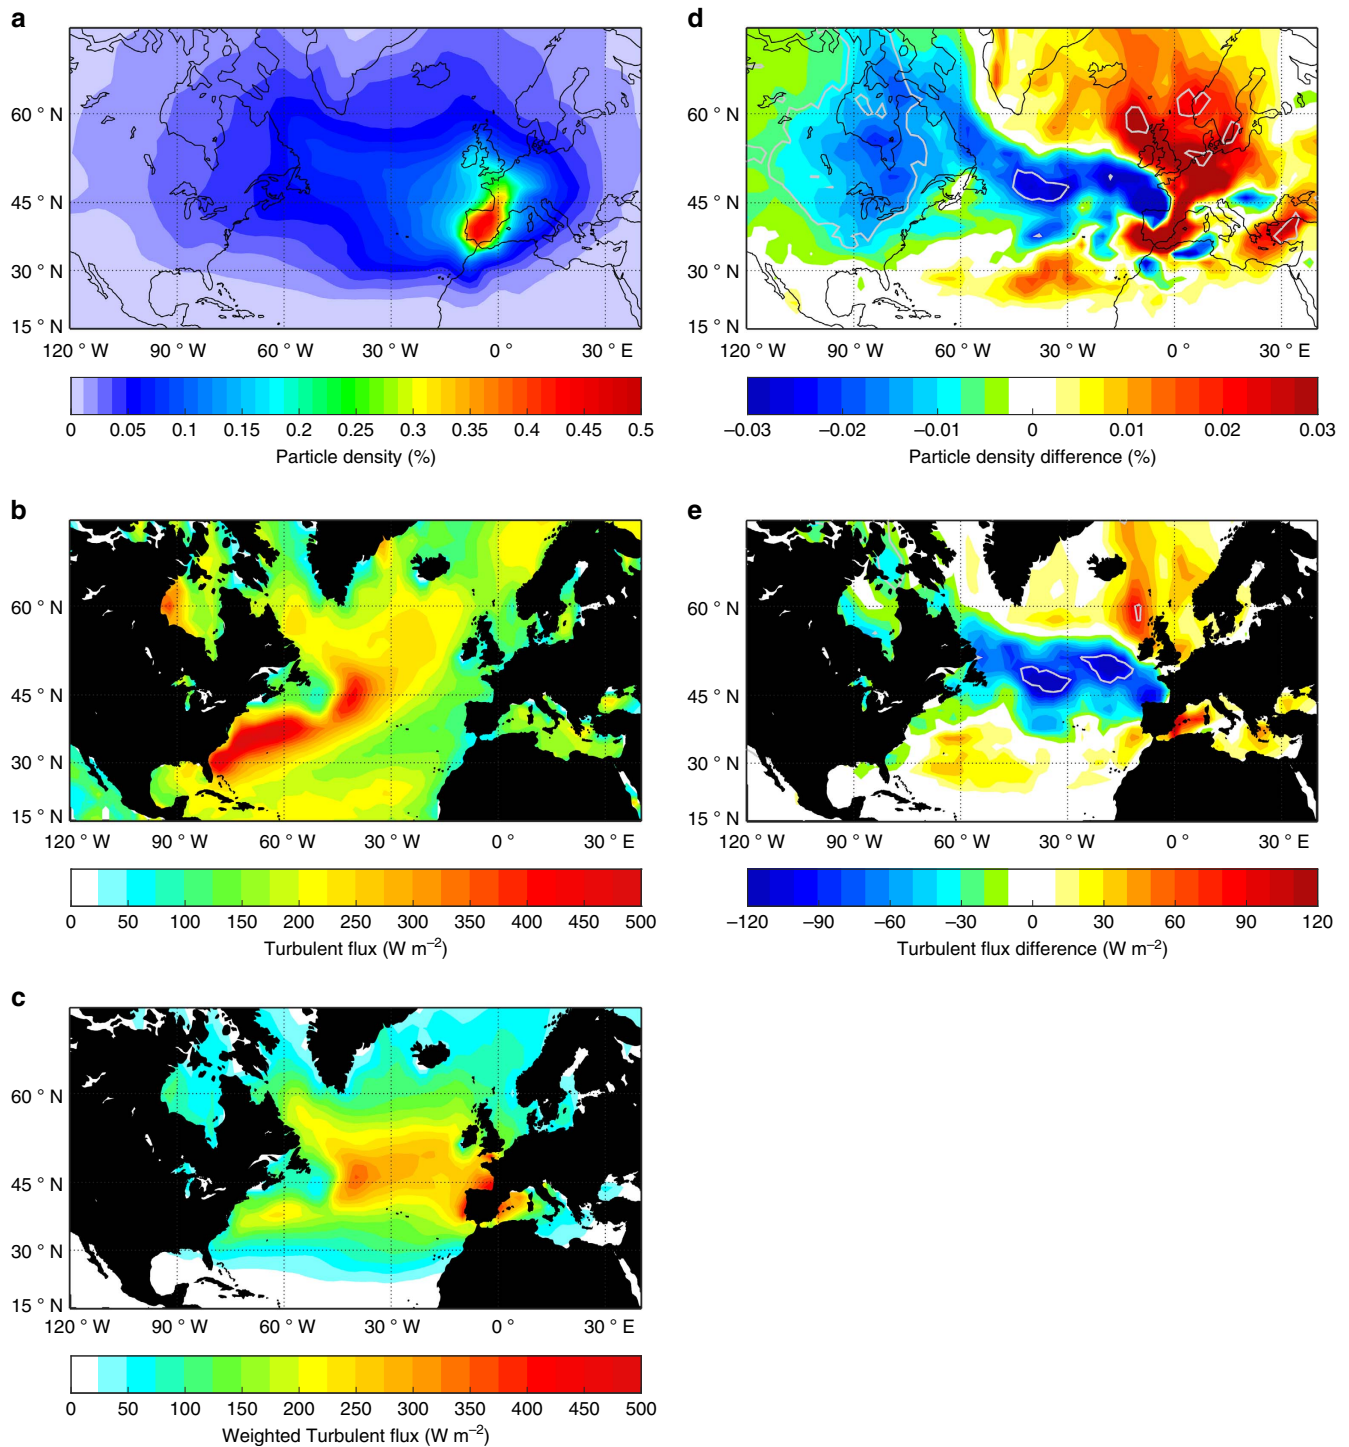 a
60 ° N
45 ° N
30 ° N
15 ° N
120 ° W 90 ° W 60 ° W 30 W 0 ° 30 ° E
0 0.05 0.1 0.15 0.2 0.25 0.3 0.35 0.4 0.45 0.5
Particle density (%)
b
60 ° N
45 ° N
30 ° N
15 ° N
120 ° W 90 ° W 60 ° W 30 ° W 0 ° 30 ° E
0 50 100 150 200 250 300 350 400 450 500
Turbulent flux (W m−2)
c
60 ° N
45 ° N
30 ° N
15 ° N
120 ° W 90 ° W 60 ° W 30 ° W 0 ° 30 ° E
0 50 100 150 200 250 300 350 400 450 500
Weighted Turbulent flux (W m−2)
d
60 ° N
45 ° N
30 ° N
15 ° N
120 ° W 90 ° W 60 ° W 30 ° W 0 ° 30 ° E
−0.03 −0.02 −0.01 0 0.01 0.02 0.03
Particle density difference (%)
e
60 ° N
45 ° N
30 ° N
15 ° N
120 ° W 90 ° W 60 ° W 30 ° W 0 ° 30 ° E
−120 −90 −60 −30 0 30 60 90 120
Turbulent flux difference (W m−2)